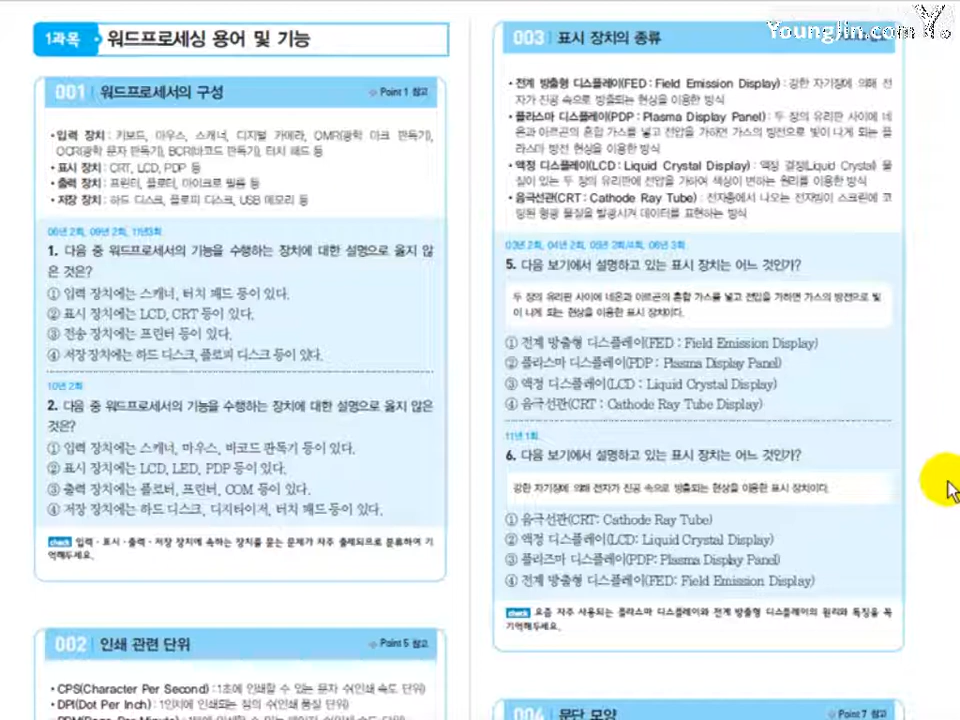 Youngjin.com Y.
1과목 워드프로세싱 용어 및 기능
001 워드프로세서의 구성 Point 1 참고
• 입력 장치 : 키보드, 마우스, 스캐너, 디지털 카메라, OMR(광학 마크 판독기),
OCR(광학 문자 판독기), BCR(바코드 판독기), 터치 패드 등
• 표시 장치 : CRT, LCD, PDP 등
• 출력 장치 : 프린터, 플로터, 마이크로 필름 등
• 저장 장치 : 하드 디스크, 플로피 디스크, USB 메모리 등
06년 2회, 09년 2회, 11년 3회
1. 다음 중 워드프로세서의 기능을 수행하는 장치에 대한 설명으로 옳지 않
은 것은?
① 입력 장치에는 스캐너, 터치 패드 등이 있다.
② 표시 장치에는 LCD, CRT 등이 있다.
③ 전송 장치에는 프린터 등이 있다.
④ 저장 장치에는 하드 디스크, 플로피 디스크 등이 있다.
10년 2회
2. 다음 중 워드프로세서의 기능을 수행하는 장치에 대한 설명으로 옳지 않은
것은?
① 입력 장치에는 스캐너, 마우스, 바코드 판독기 등이 있다.
② 표시 장치에는 LCD, LED, PDP 등이 있다.
③ 출력 장치에는 플로터, 프린터, COM 등이 있다.
④ 저장 장치에는 하드 디스크, 디지타이저, 터치 패드 등이 있다.
check 입력 · 표시 · 출력 · 저장 장치에 속하는 장치를 묻는 문제가 자주 출제되므로 분류하여 기
억해두세요.
002 인쇄 관련 단위 Point 5 참고
• CPS(Character Per Second) : 1초에 인쇄할 수 있는 문자 수(인쇄 속도 단위)
• DPI(Dot Per Inch) : 1인치에 인쇄되는 점의 수(인쇄 품질 단위)
003 표시 장치의 종류
• 전계 방출형 디스플레이(FED : Field Emission Display) : 강한 자기장에 의해 전
자가 진공 속으로 방출되는 현상을 이용한 방식
• 플라즈마 디스플레이(PDP : Plasma Display Panel) : 두 장의 유리판 사이에 네
온과 아르곤의 혼합 가스를 넣고 전압을 가하면 가스의 방전으로 빛이 나게 되는 플
라즈마 방전 현상을 이용한 방식
• 액정 디스플레이(LCD : Liquid Crystal Display) : 액정 결정(Liquid Crystal) 물
질이 있는 두 장의 유리판에 전압을 가하여 색상이 변하는 원리를 이용한 방식
• 음극선관(CRT : Cathode Ray Tube) : 전자총에서 나오는 전자빔이 스크린에 코
팅된 형광 물질을 발광시켜 데이터를 표현하는 방식
03년 2회, 04년 2회, 05년 2회/4회, 06년 3회
5. 다음 보기에서 설명하고 있는 표시 장치는 어느 것인가?
두 장의 유리판 사이에 네온과 아르곤의 혼합 가스를 넣고 전압을 가하면 가스의 방전으로 빛
이 나게 되는 현상을 이용한 표시 장치이다.
① 전계 방출형 디스플레이(FED : Field Emission Display)
② 플라스마 디스플레이(PDP : Plasma Display Panel)
③ 액정 디스플레이(LCD : Liquid Crystal Display)
④ 음극선관(CRT : Cathode Ray Tube Display)
11년 1회
6. 다음 보기에서 설명하고 있는 표시 장치는 어느 것인가?
강한 자기장에 의해 전자가 진공 속으로 방출되는 현상을 이용한 표시 장치이다.
① 음극선관(CRT: Cathode Ray Tube)
② 액정 디스플레이(LCD: Liquid Crystal Display)
③ 플라즈마 디스플레이(PDP: Plasma Display Panel)
④ 전계 방출형 디스플레이(FED: Field Emission Display)
check 요즘 자주 사용되는 플라스마 디스플레이와 전계 방출형 디스플레이의 원리와 특징을 꼭
기억해두세요.
004 문단 모양 Point 7 참고